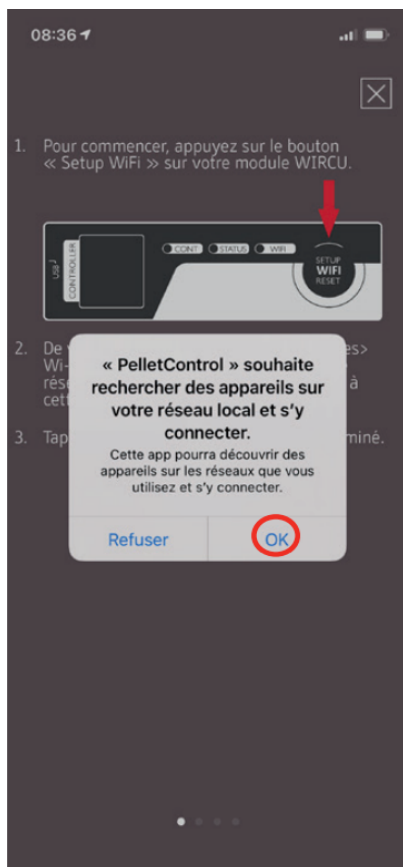 08:36
1. Pour commencer, appuyez sur le bouton
« Setup WiFi » sur votre module WIRCU.
USB
CONTROLLER
CONT
STATUS
WIFI
SETUP
WIFI
RESET
2. De
es>
Wi-
rése
à
cett
« PelletControl » souhaite
rechercher des appareils sur
votre réseau local et s'y
connecter.
3. Tap
miné.
Cette app pourra découvrir des
appareils sur les réseaux que vous
utilisez et s'y connecter.
Refuser
OK